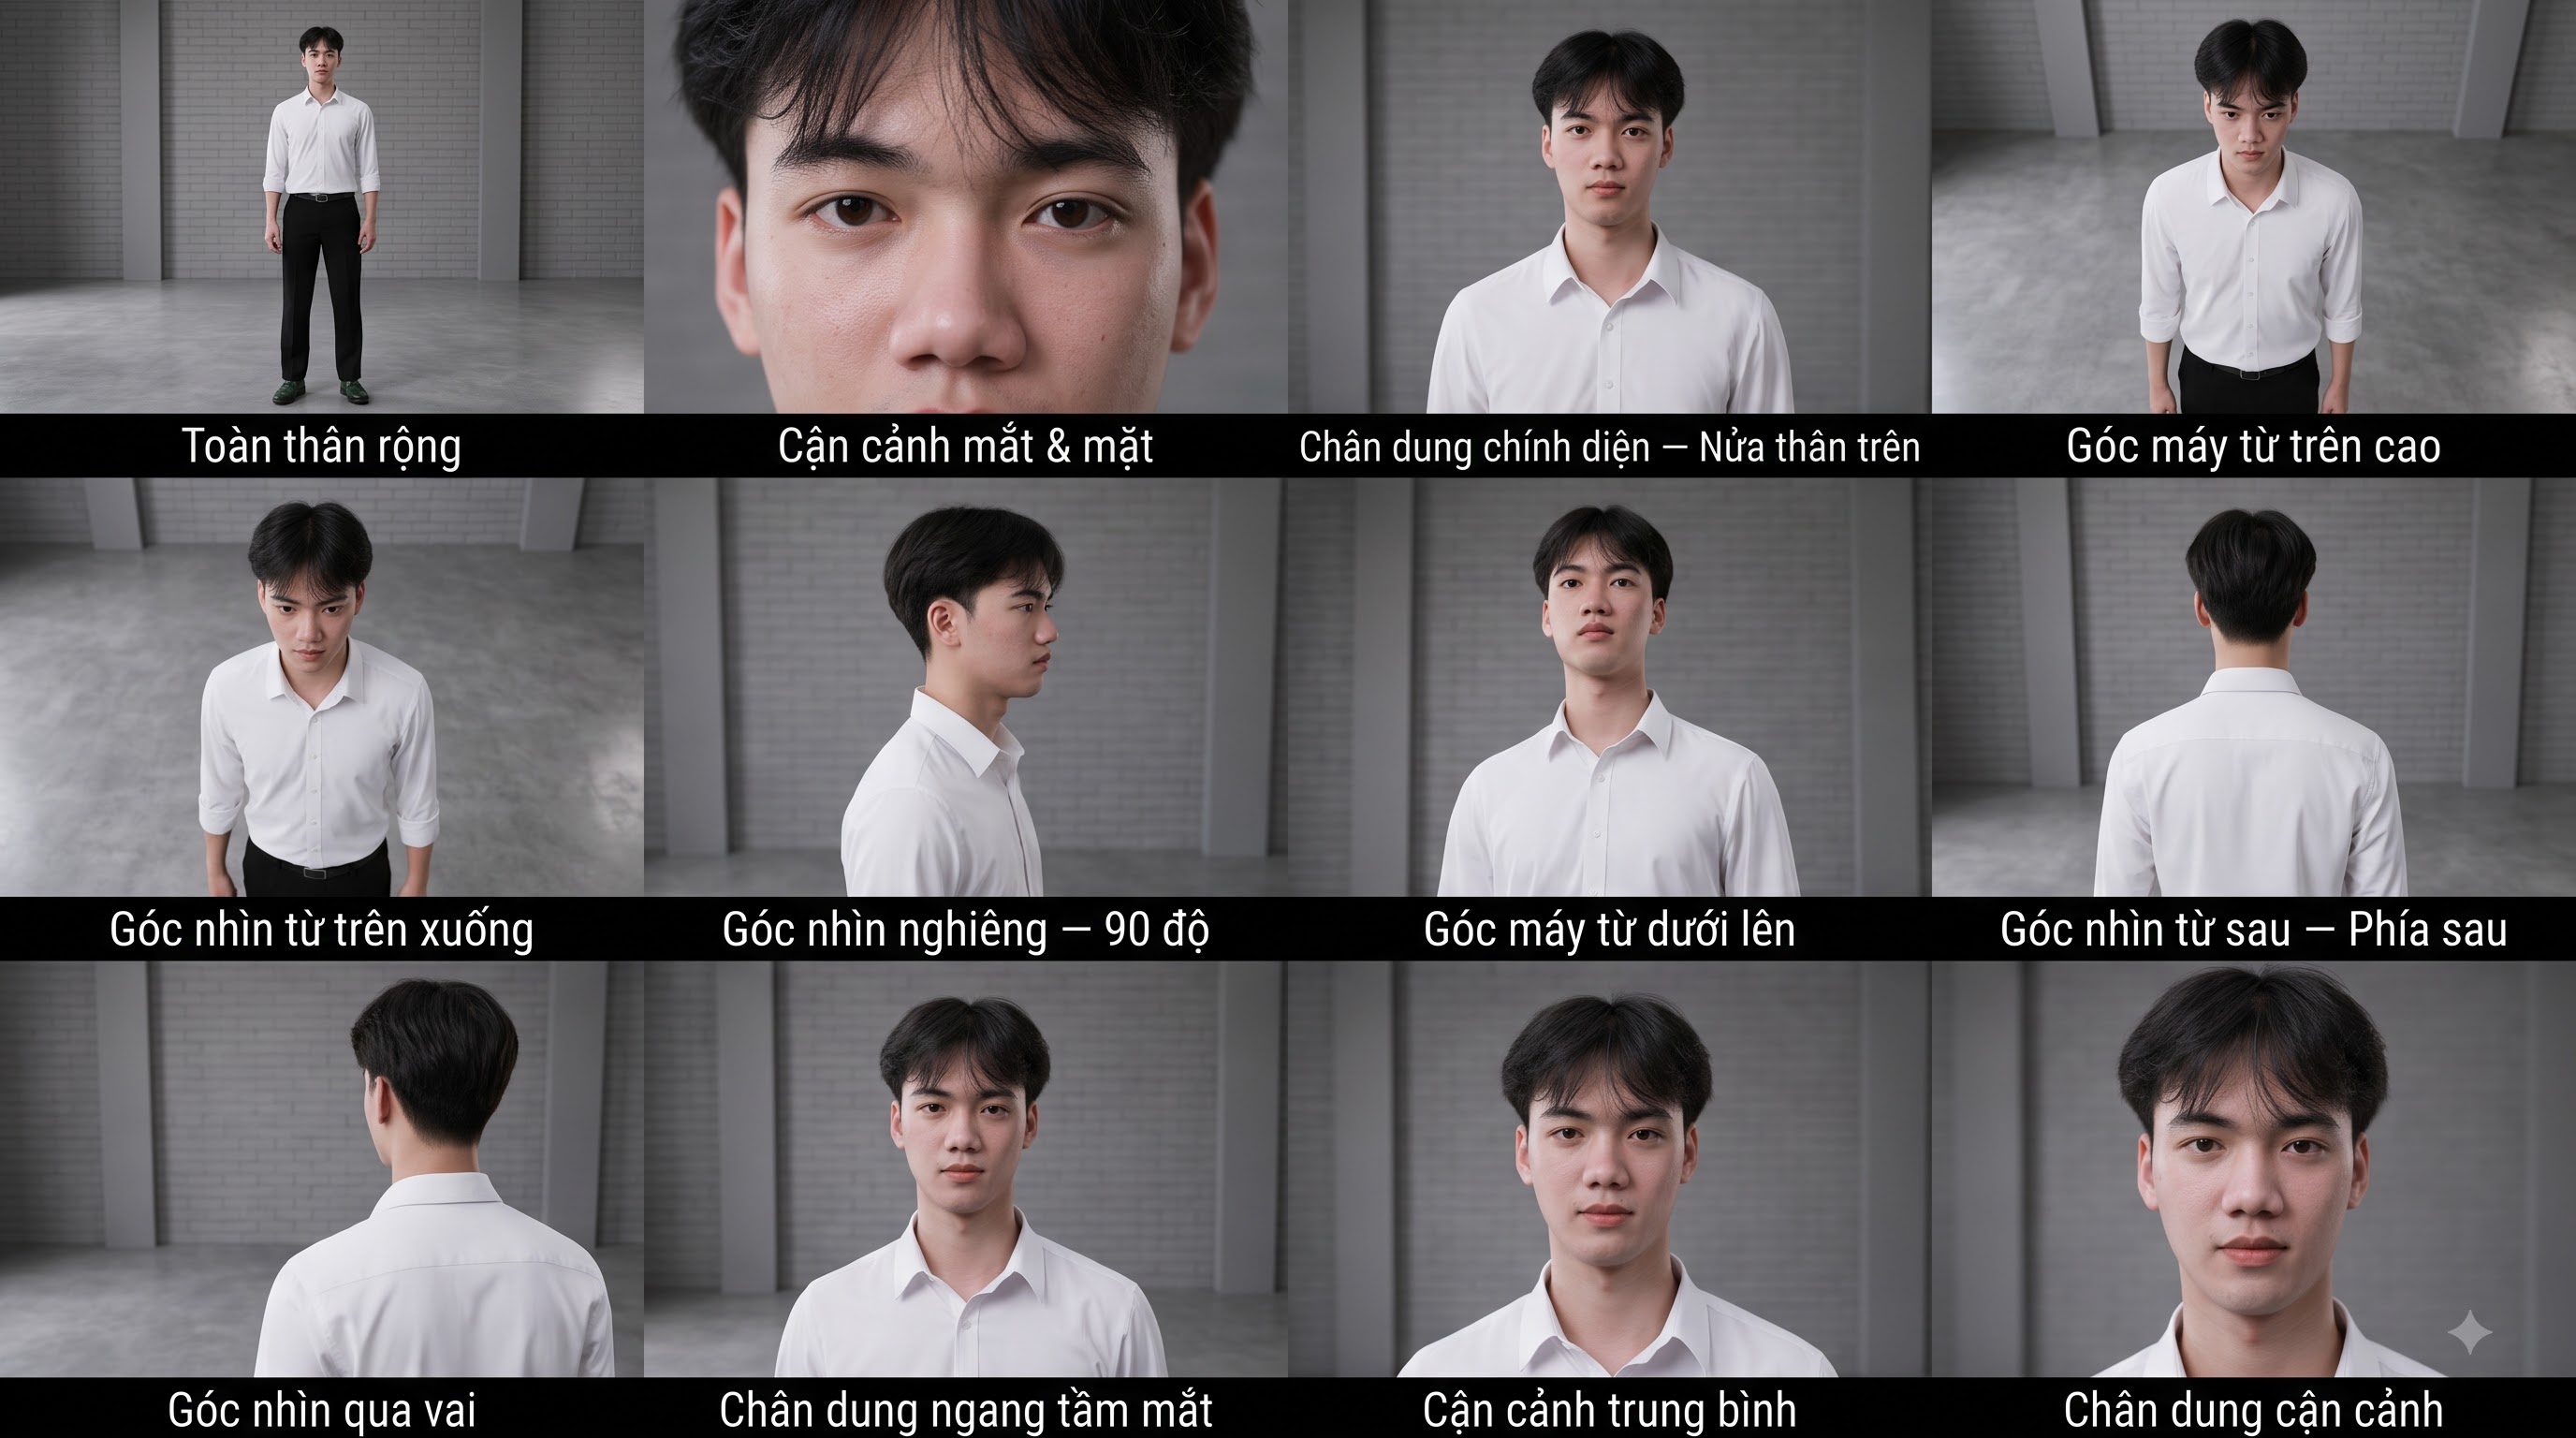 Toàn thân rộng
Cận cảnh mắt & mặt
Chân dung chính diện — Nửa thân trên
Góc máy từ trên cao
Góc nhìn từ trên xuống
Góc nhìn nghiêng — 90 độ
Góc máy từ dưới lên
Góc nhìn từ sau — Phía sau
Góc nhìn qua vai
Chân dung ngang tầm mắt
Cận cảnh trung bình
Chân dung cận cảnh